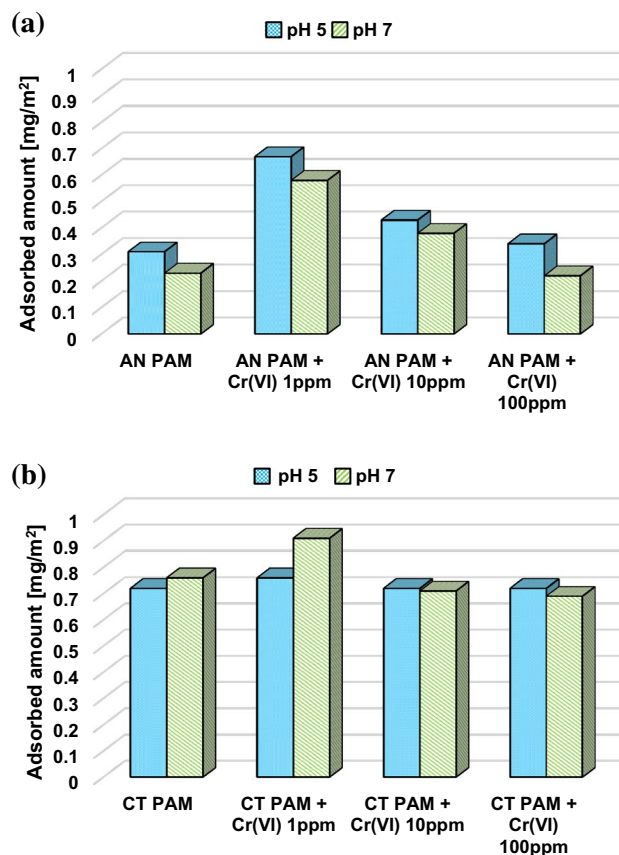 (a)
pH 5 pH 7
Adsorbed amount [mg/m²]
1
0.9
0.8
0.7
0.6
0.5
0.4
0.3
0.2
0.1
0
AN PAM
AN PAM +
Cr(VI) 1ppm
AN PAM +
Cr(VI) 10ppm
AN PAM +
Cr(VI)
100ppm
(b)
pH 5 pH 7
Adsorbed amount [mg/m²]
1
0.9
0.8
0.7
0.6
0.5
0.4
0.3
0.2
0.1
0
CT PAM
CT PAM +
Cr(VI) 1ppm
CT PAM +
Cr(VI) 10ppm
CT PAM +
Cr(VI)
100ppm